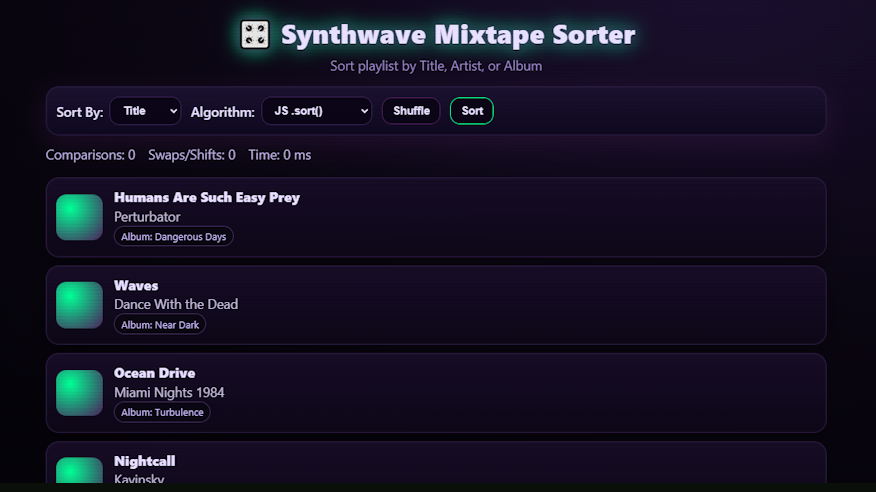 Synthwave Mixtape Sorter
Sort playlist by Title, Artist, or Album
Sort By: Title Algorithm: JS .sort() Shuffle Sort
Comparisons: 0 Swaps/Shifts: 0 Time: 0 ms
Humans Are Such Easy Prey
Perturbator
Album: Dangerous Days
Waves
Dance With the Dead
Album: Near Dark
Ocean Drive
Miami Nights 1984
Album: Turbulence
Nightcall
Kavinsky